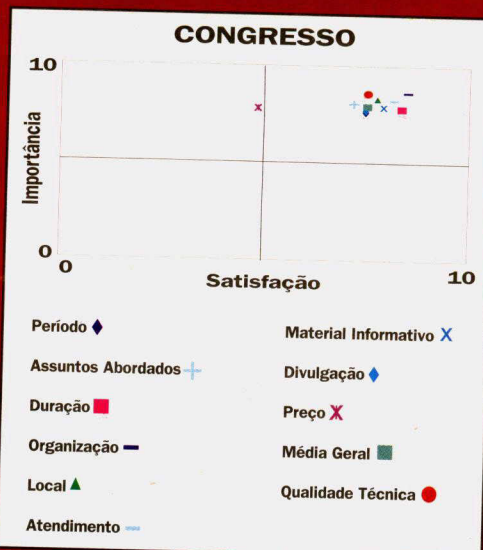 CONGRESSO
10
Importância
0
0
Satisfação
10
Período
Assuntos Abordados
Duração
Organização
Local
Atendimento
Material Informativo
Divulgação
Preço
Média Geral
Qualidade Técnica